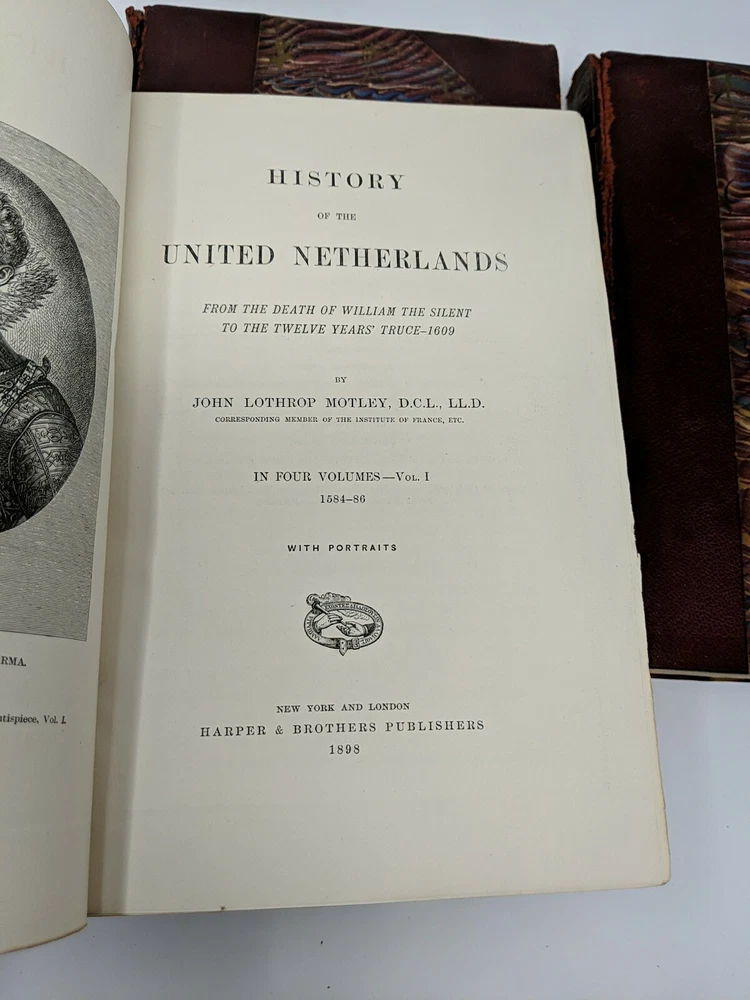 RMA.
ntispiece, Vol. I.
HISTORY
OF THE
UNITED NETHERLANDS
FROM THE DEATH OF WILLIAM THE SILENT
TO THE TWELVE YEARS' TRUCE–1609
BY
JOHN LOTHROP MOTLEY, D.C.L., LL.D.
CORRESPONDING MEMBER OF THE INSTITUTE OF FRANCE, ETC.
IN FOUR VOLUMES—VOL. I
1584–86
WITH PORTRAITS
NEW YORK AND LONDON
HARPER & BROTHERS PUBLISHERS
1898